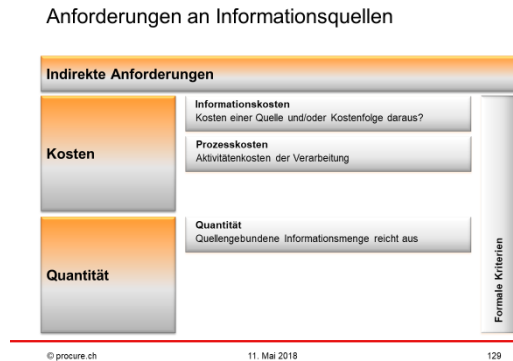 Anforderungen an Informationsquellen
Indirekte Anforderungen
Kosten
Informationskosten
Kosten einer Quelle und/oder Kostenfolge daraus?
Prozesskosten
Aktivitätenkosten der Verarbeitung
Quantität
Quantität
Quellengebundene Informationsmenge reicht aus
Formale Kriterien
© procure.ch
11. Mai 2018
129